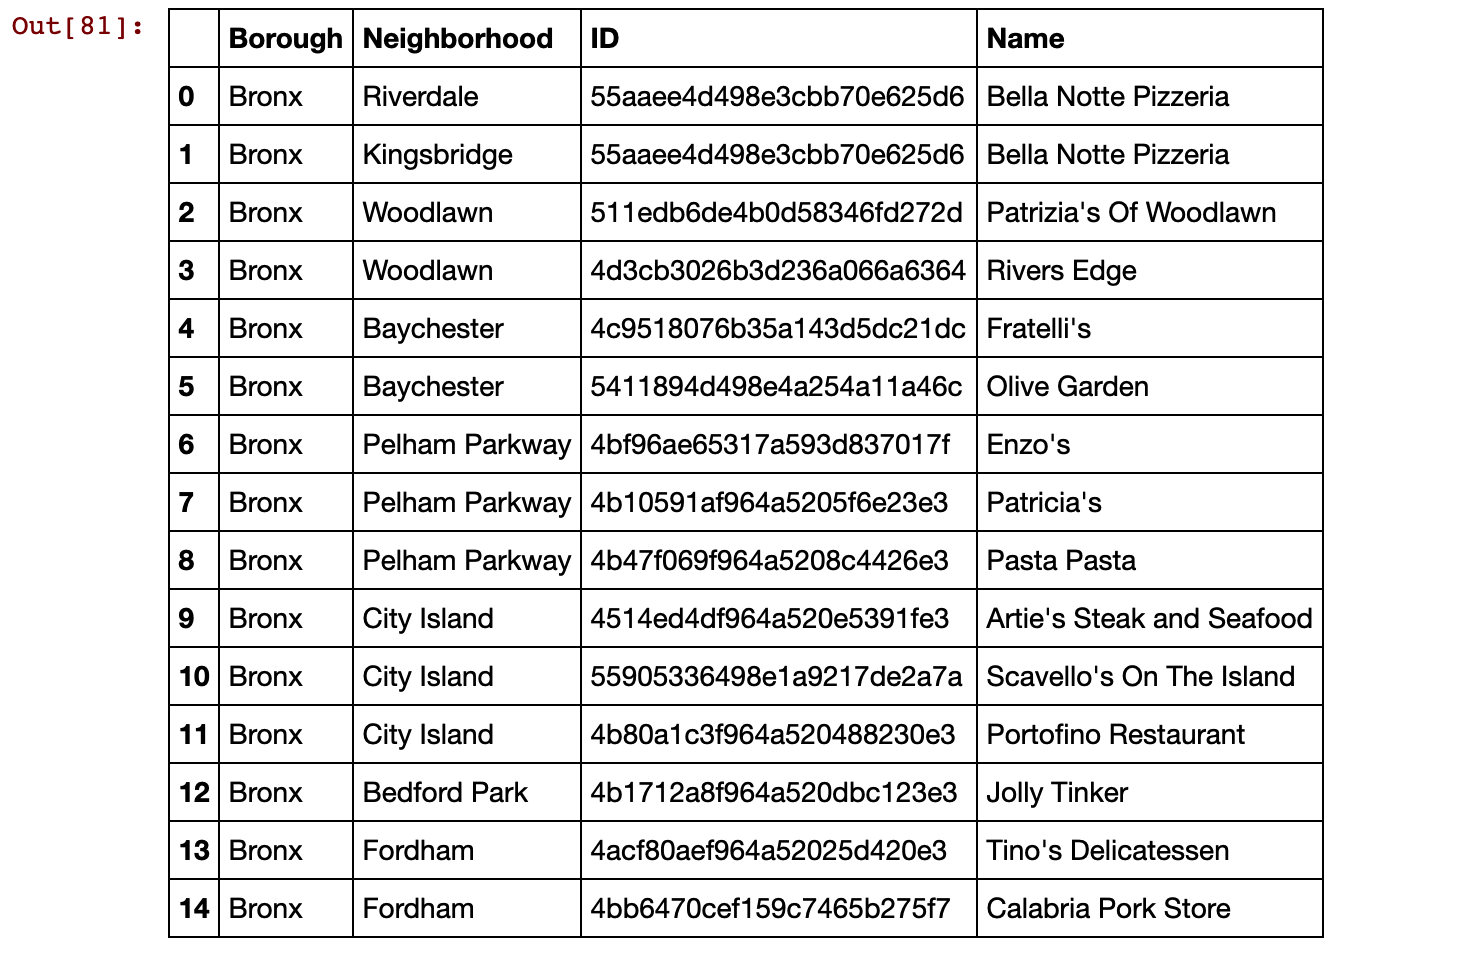 Out[81]:
Borough Neighborhood ID Name
0 Bronx Riverdale 55aaee4d498e3cbb70e625d6 Bella Notte Pizzeria
1 Bronx Kingsbridge 55aaee4d498e3cbb70e625d6 Bella Notte Pizzeria
2 Bronx Woodlawn 511edb6de4b0d58346fd272d Patrizia's Of Woodlawn
3 Bronx Woodlawn 4d3cb3026b3d236a066a6364 Rivers Edge
4 Bronx Baychester 4c9518076b35a143d5dc21dc Fratelli's
5 Bronx Baychester 5411894d498e4a254a11a46c Olive Garden
6 Bronx Pelham Parkway 4bf96ae65317a593d837017f Enzo's
7 Bronx Pelham Parkway 4b10591af964a5205f6e23e3 Patricia's
8 Bronx Pelham Parkway 4b47f069f964a5208c4426e3 Pasta Pasta
9 Bronx City Island 4514ed4df964a520e5391fe3 Artie's Steak and Seafood
10 Bronx City Island 55905336498e1a9217de2a7a Scavello's On The Island
11 Bronx City Island 4b80a1c3f964a520488230e3 Portofino Restaurant
12 Bronx Bedford Park 4b1712a8f964a520dbc123e3 Jolly Tinker
13 Bronx Fordham 4acf80aef964a52025d420e3 Tino's Delicatessen
14 Bronx Fordham 4bb6470cef159c7465b275f7 Calabria Pork Store